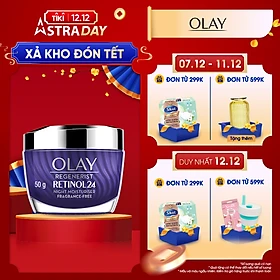 TIKI 12.12
ASTRA DAY
XẢ KHO ĐÓN TẾT
OLAY
REGENERIST
RETINOL24
NIGHT MOISTURISER
FRAGRANCE-FREE
50 g
OLAY
07.12 - 11.12
ĐƠN TỪ 299K
ĐƠN TỪ 599K
Tặng thêm
DUY NHẤT 12.12
ĐƠN TỪ 299K
ĐƠN TỪ 599K